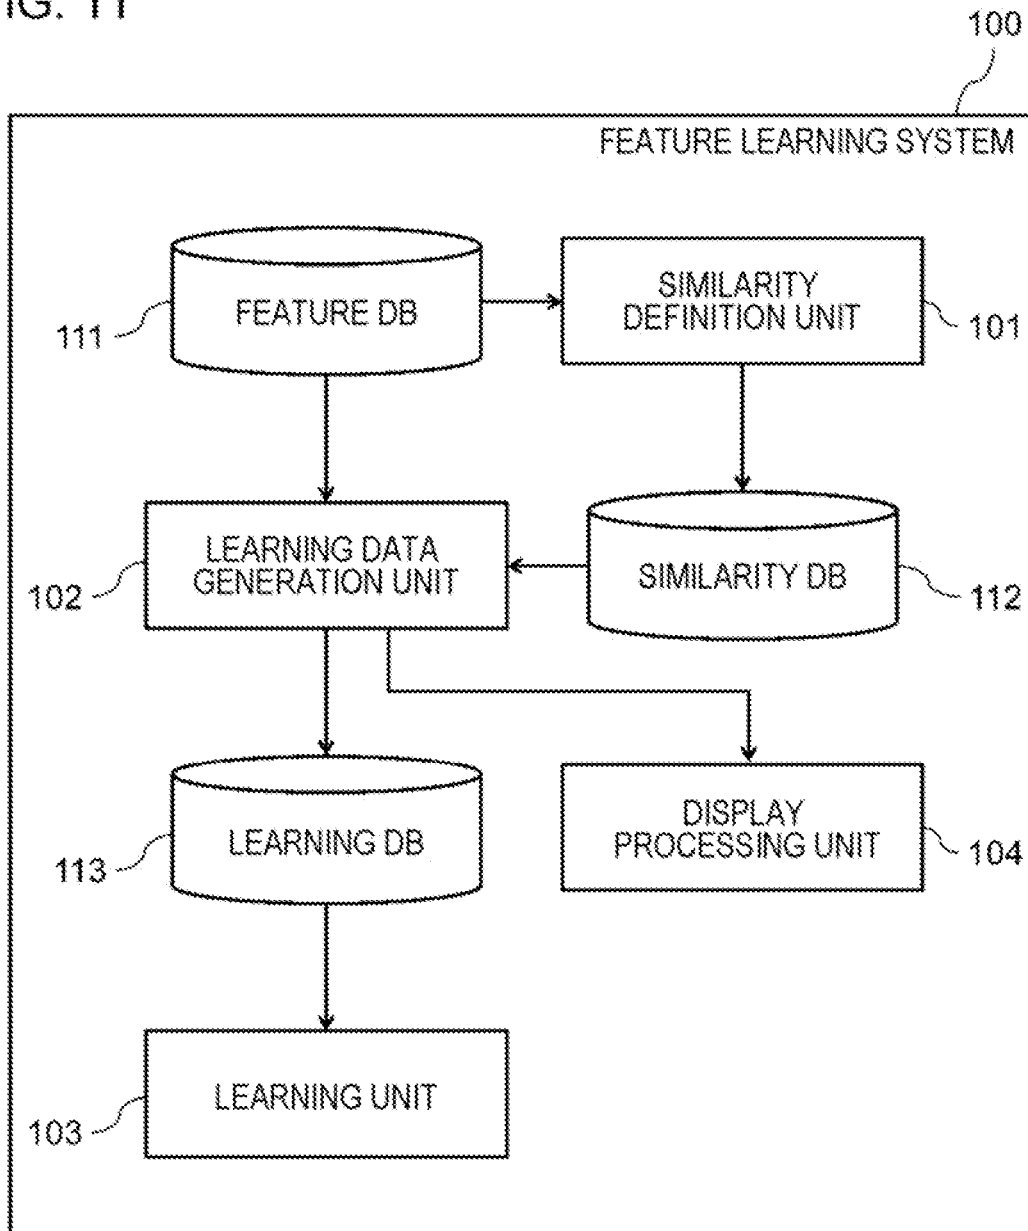 IG. 11
100
FEATURE LEARNING SYSTEM
FEATURE DB
111
SIMILARITY
DEFINITION UNIT
101
LEARNING DATA
GENERATION UNIT
102
SIMILARITY DB
112
LEARNING DB
113
DISPLAY
PROCESSING UNIT
104
LEARNING UNIT
103